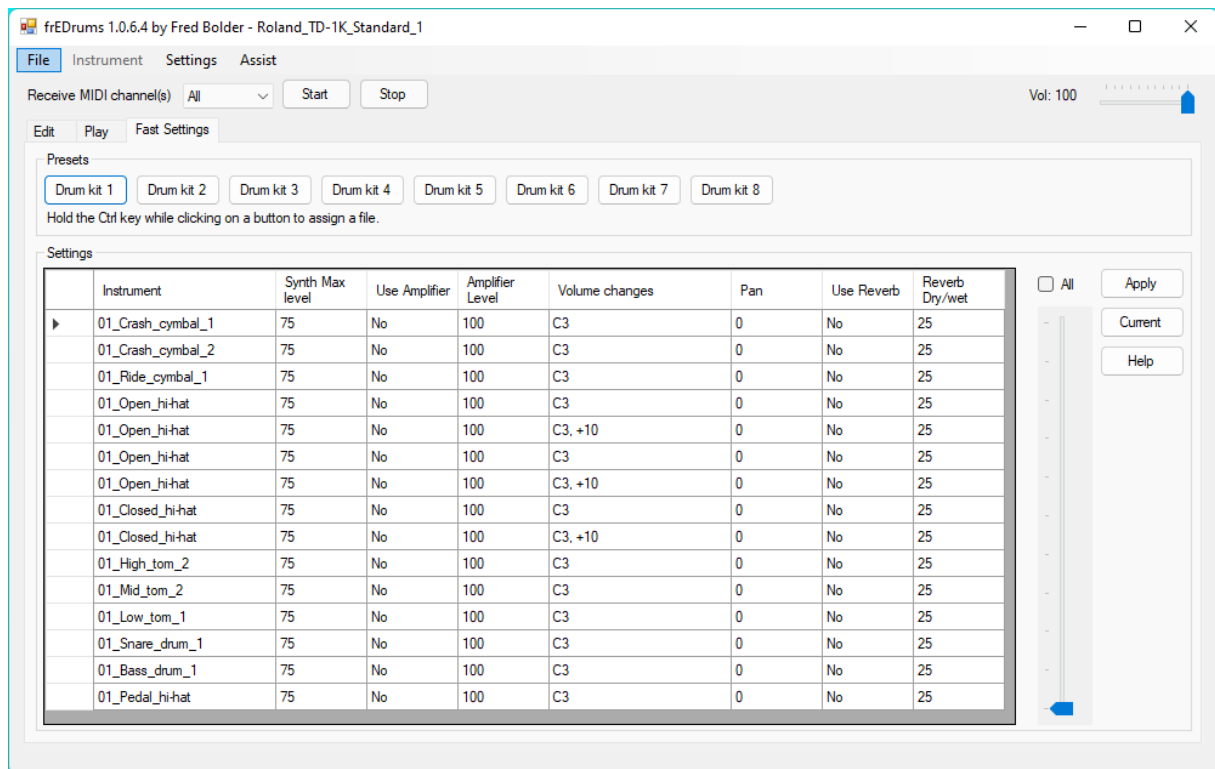 frEDrums 1.0.6.4 by Fred Bolder - Roland_TD-1K_Standard_1
File Instrument Settings Assist
Receive MIDI channel(s) All Start Stop Vol: 100
Edit Play Fast Settings
Presets
Drum kit 1 Drum kit 2 Drum kit 3 Drum kit 4 Drum kit 5 Drum kit 6 Drum kit 7 Drum kit 8
Hold the Ctrl key while clicking on a button to assign a file.
Settings
Instrument Synth Max level Use Amplifier Amplifier Level Volume changes Pan Use Reverb Reverb Dry/wet All Apply
01_Crash_cymbal_1 75 No 100 C3 0 No 25 Current
01_Crash_cymbal_2 75 No 100 C3 0 No 25
01_Ride_cymbal_1 75 No 100 C3 0 No 25 Help
01_Open_hi-hat 75 No 100 C3 0 No 25
01_Open_hi-hat 75 No 100 C3, +10 0 No 25
01_Open_hi-hat 75 No 100 C3 0 No 25
01_Open_hi-hat 75 No 100 C3, +10 0 No 25
01_Closed_hi-hat 75 No 100 C3 0 No 25
01_Closed_hi-hat 75 No 100 C3, +10 0 No 25
01_High_tom_2 75 No 100 C3 0 No 25
01_Mid_tom_2 75 No 100 C3 0 No 25
01_Low_tom_1 75 No 100 C3 0 No 25
01_Snare_drum_1 75 No 100 C3 0 No 25
01_Bass_drum_1 75 No 100 C3 0 No 25
01_Pedal_hi-hat 75 No 100 C3 0 No 25